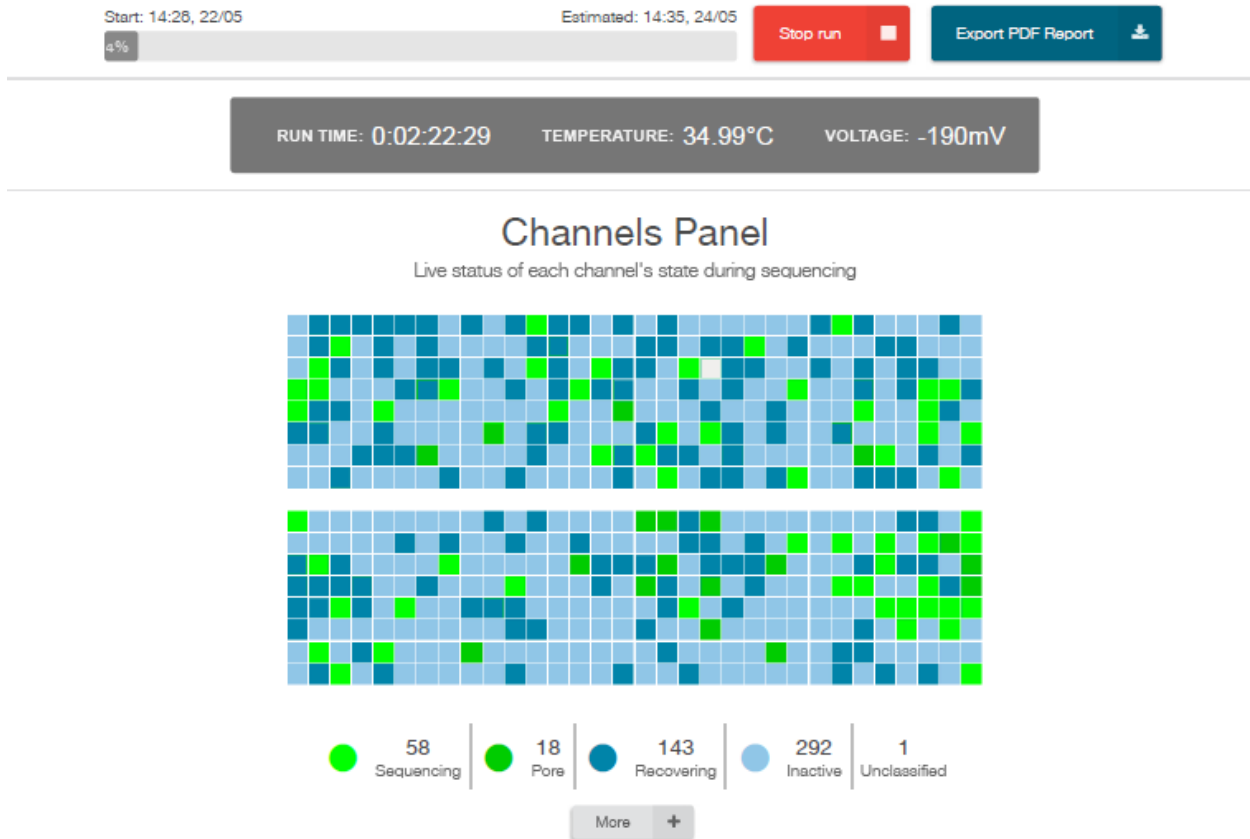 Start: 14:28, 22/05
Estimated: 14:35, 24/05
4%
Stop run
Export PDF Report
RUN TIME: 0:02:22:29
TEMPERATURE: 34.99°C
VOLTAGE: -190mV
Channels Panel
Live status of each channel's state during sequencing
58
Sequencing
18
Pore
143
Recovering
292
Inactive
1
Unclassified
More +